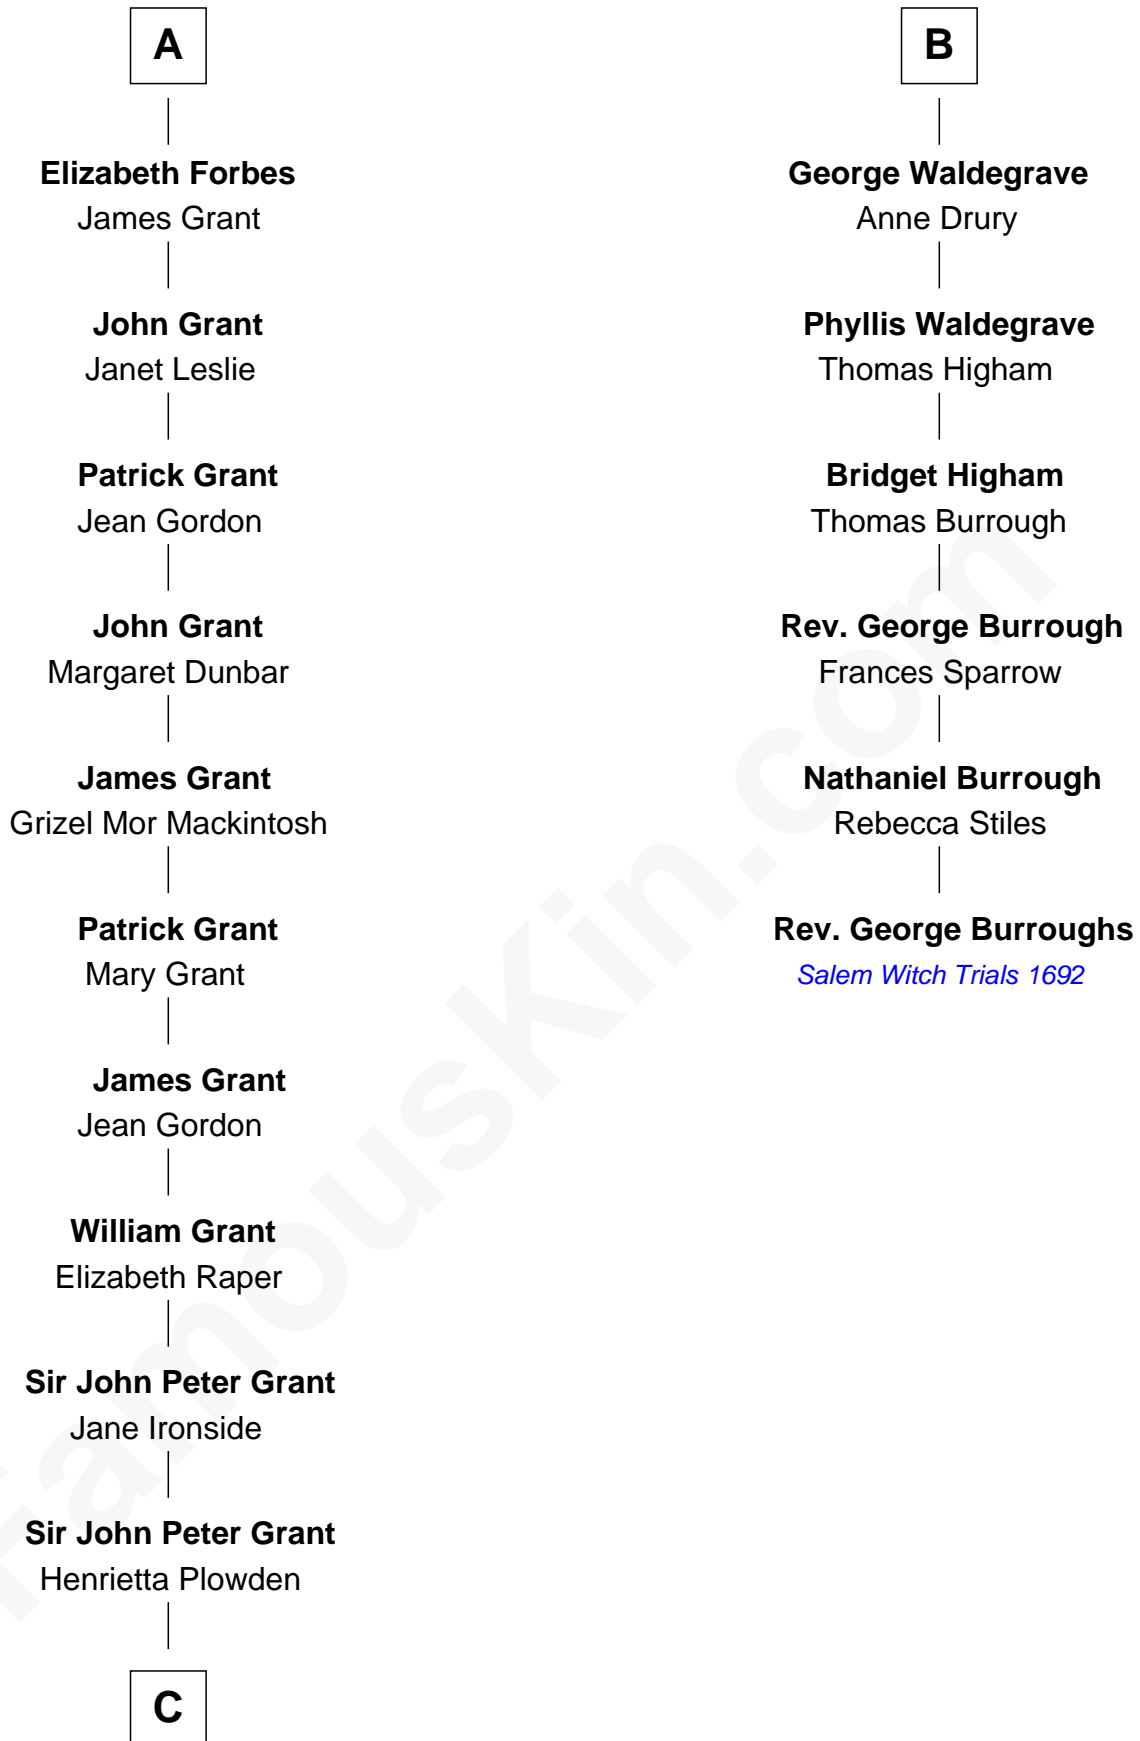 A
Elizabeth Forbes
James Grant
John Grant
Janet Leslie
Patrick Grant
Jean Gordon
John Grant
Margaret Dunbar
James Grant
Grizel Mor Mackintosh
Patrick Grant
Mary Grant
James Grant
Jean Gordon
William Grant
Elizabeth Raper
Sir John Peter Grant
Jane Ironside
Sir John Peter Grant
Henrietta Plowden
C
B
George Waldegrave
Anne Drury
Phyllis Waldegrave
Thomas Higham
Bridget Higham
Thomas Burrough
Rev. George Burrough
Frances Sparrow
Nathaniel Burrough
Rebecca Stiles
Rev. George Burroughs
Salem Witch Trials 1692
FamousKin.com